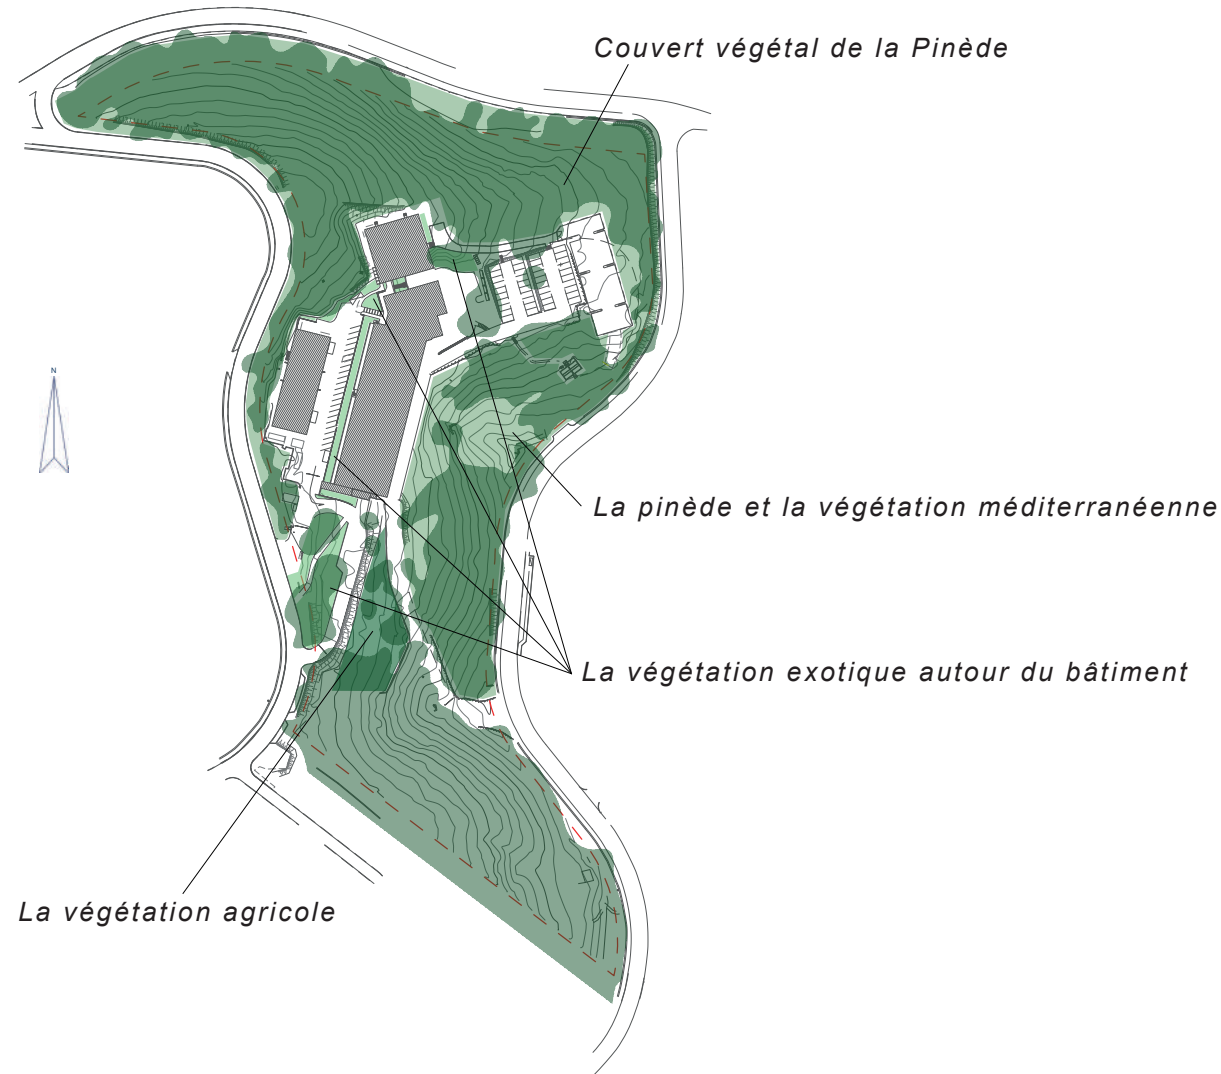 Couvert végétal de la Pinède
N
La pinède et la végétation méditerranéenne
La végétation exotique autour du bâtiment
La végétation agricole